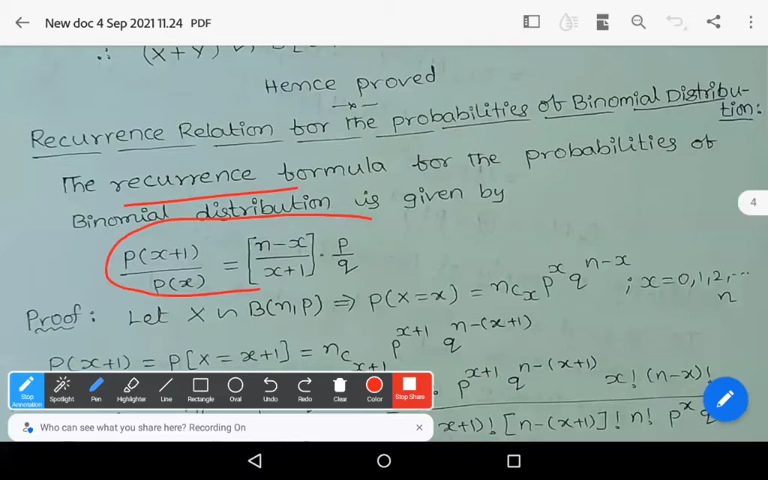 New doc 4 Sep 2021 11.24 PDF
∴ (X+Y)
Hence proved
Recurrence Relation for the probabilities of Binomial Distribu-
tion:
The recurrence formula for the probabilities of
Binomial distribution is given by
P(x+1)/P(x) = [n-x/x+1] · p/q
4
Proof: Let X ~ B(n,p) ⇒ P(X=x) = nCx p^x q^n-x ; x=0,1,2,...
n
P(x+1) = P[X=x+1] = nCx+1 p^x+1 q^n-(x+1)
p^x+1 q^n-(x+1) x! (n-x)!
x+1)! [n-(x+1)]! n! p^x q
Stop Annotation
Spotlight
Pen
Highlighter
Line
Rectangle
Oval
Undo
Redo
Clear
Color
Stop Share
Who can see what you share here? Recording On